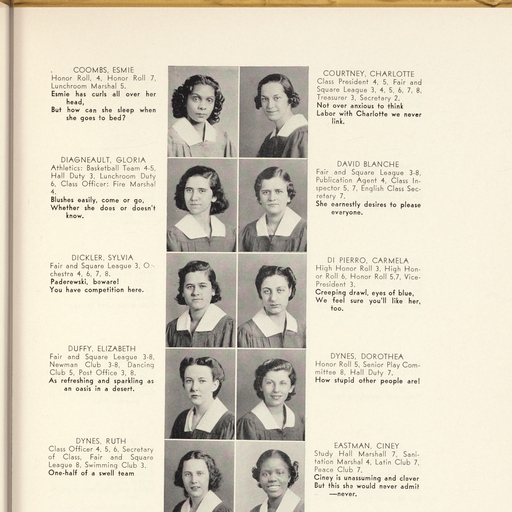 COOMBS, ESMIE
Honor Roll, 4, Honor Roll 7,
Lunchroom Marshal 5.
Esmie has curls all over her
head,
But how can she sleep when
she goes to bed?
COURTNEY, CHARLOTTE
Class President 4, 5, Fair and
Square League 3, 4, 5, 6, 7, 8,
Treasurer 3, Secretary 2.
Not over anxious to think
Labor with Charlotte we never
link.
DIAGNEAULT, GLORIA
Athletics: Basketball Team 4-5,
Hall Duty 3, Lunchroom Duty
6, Class Officer: Fire Marshal
4.
Blushes easily, come or go,
Whether she does or doesn't
know.
DAVID BLANCHE
Fair and Square League 3-8,
Publication Agent 4, Class In-
spector 5, 7, English Class Sec-
retary 7.
She earnestly desires to please
everyone.
DICKLER, SYLVIA
Fair and Square League 3, O
chestra 4, 6, 7, 8.
Paderewski, beware!
You have competition here.
DI PIERRO, CARMELA
High Honor Roll 3, High Hon-
or Roll 6, Honor Roll 5,7, Vice-
President 3.
Creeping drawl, eyes of blue,
We feel sure you'll like her,
too.
DUFFY, ELIZABETH
Fair and Square League 3-8,
Newman Club 3-8, Dancing
Club 5, Post Office 3, 8.
As refreshing and sparkling as
an oasis in a desert.
DYNES, DOROTHEA
Honor Roll 5, Senior Play Com-
mittee 8, Hall Duty 7.
How stupid other people are!
DYNES, RUTH
Class Officer 4, 5, 6, Secretary
of Class, Fair and Square
League 8, Swimming Club 3.
One-half of a swell team
EASTMAN, CINEY
Study Hall Marshal 7, Sani-
tation Marshal 4, Latin Club 7,
Peace Club 7.
Ciney is unassuming and clever
But this she would never admit
—never.